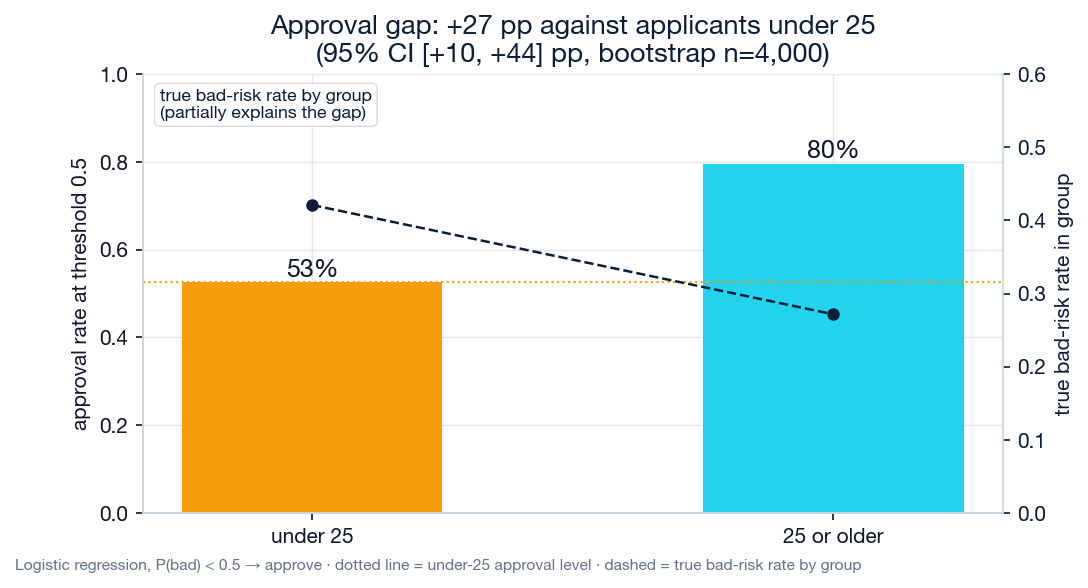 Approval gap: +27 pp against applicants under 25
(95% CI [+10, +44] pp, bootstrap n=4,000)
true bad-risk rate by group
(partially explains the gap)
approval rate at threshold 0.5
1.0
0.8
0.6
0.4
0.2
0.0
53%
80%
0.6
0.5
0.4
0.3
0.2
0.1
0.0
true bad-risk rate in group
under 25
25 or older
Logistic regression, P(bad) < 0.5 → approve · dotted line = under-25 approval level · dashed = true bad-risk rate by group